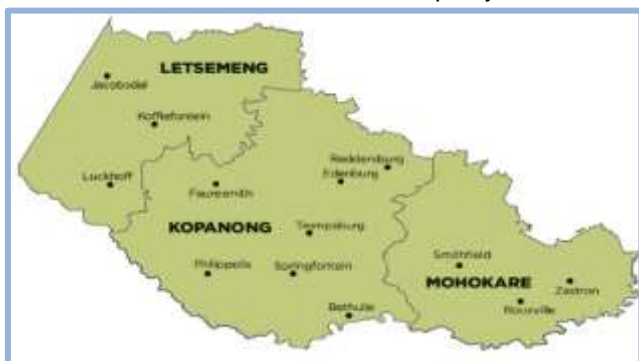 LETSEMENG
Jacobsdal
Koffiefontein
Luckhoff
Reddersburg
Edenburg
Fauresmith
KOPANONG
Trompsburg
Philippolis
Springfontein
Bethulie
Smithfield
MOHOKARE
Zastron
Rouxville